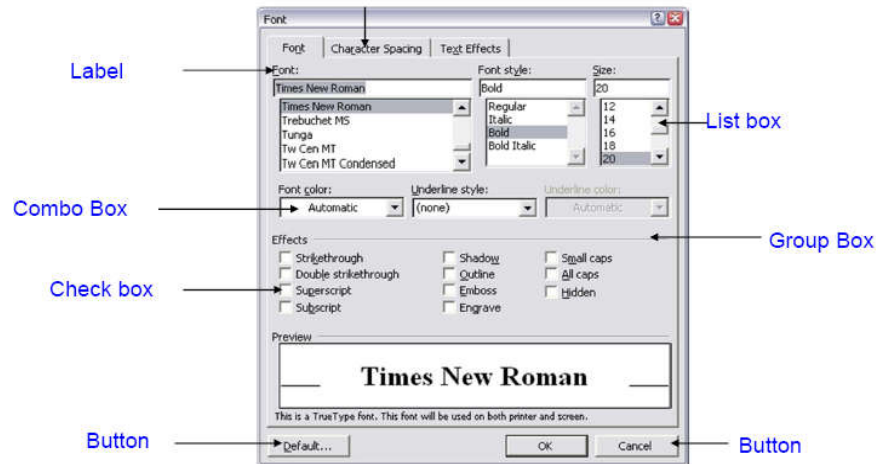 Font
Font Character Spacing Text Effects
Label
Font: Font style: Size:
Times New Roman Bold 20
Times New Roman Regular 12
Trebuchet MS Italic 14
Tunga Bold 16
Tw Cen MT Bold Italic 18
Tw Cen MT Condensed 20
List box
Font color: Underline style: Underline color:
Combo Box
Automatic (none) Automatic
Effects
Group Box
Strikethrough Shadow Small caps
Double strikethrough Outline All caps
Check box
Superscript Emboss Hidden
Subscript Engrave
Preview
Times New Roman
This is a TrueType font. This font will be used on both printer and screen.
Button
Default... OK Cancel
Button